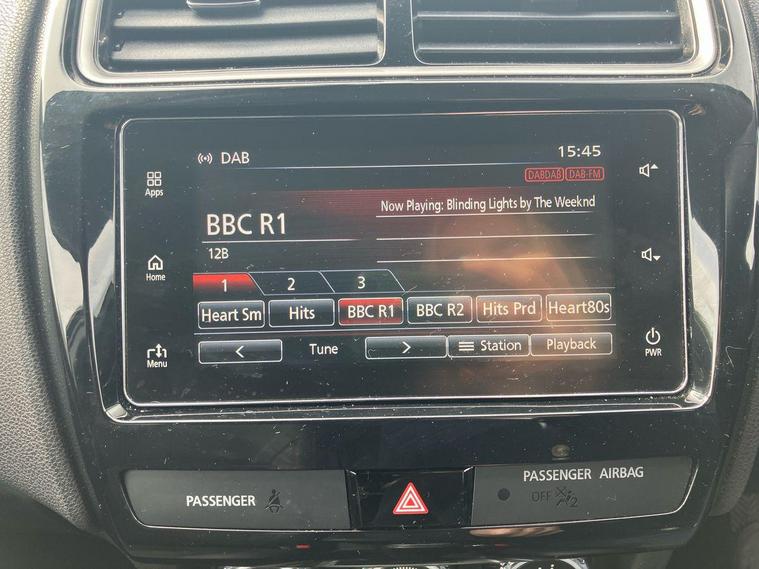 DAB
15:45
DABDAB DAB-FM
Apps
Now Playing: Blinding Lights by The Weeknd
BBC R1
12B
Home
1 2 3
Heart Sm Hits BBC R1 BBC R2 Hits Prd Heart80s
< Tune > Station Playback
Menu
PWR
PASSENGER
PASSENGER AIRBAG
OFF 2